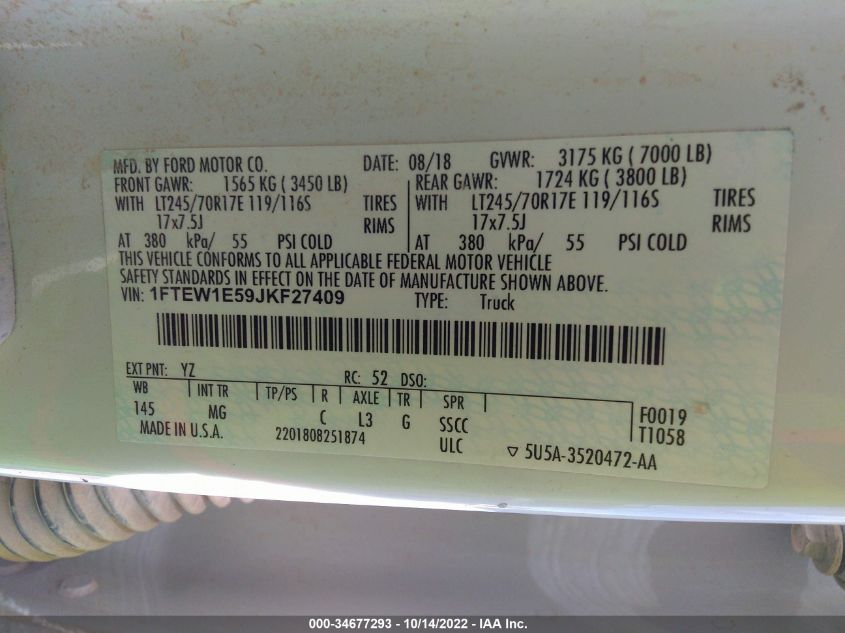 MFD. BY FORD MOTOR CO. DATE: 08/18 GVWR: 3175 KG ( 7000 LB)
FRONT GAWR: 1565 KG ( 3450 LB) REAR GAWR: 1724 KG ( 3800 LB)
WITH LT245/70R17E 119/116S TIRES WITH LT245/70R17E 119/116S TIRES
17x7.5J RIMS 17x7.5J RIMS
AT 380 kPa/ 55 PSI COLD AT 380 kPa/ 55 PSI COLD
THIS VEHICLE CONFORMS TO ALL APPLICABLE FEDERAL MOTOR VEHICLE
SAFETY STANDARDS IN EFFECT ON THE DATE OF MANUFACTURE SHOWN ABOVE.
VIN: 1FTEW1E59JKF27409 TYPE: Truck
EXT PNT: YZ RC: 52 DSO:
WB INT TR TP/PS R AXLE TR SPR
145 MG C L3 G SSCC F0019
ULC T1058
MADE IN U.S.A. 2201808251874 ▽ 5U5A-3520472-AA
000-34677293 - 10/14/2022 - IAA Inc.